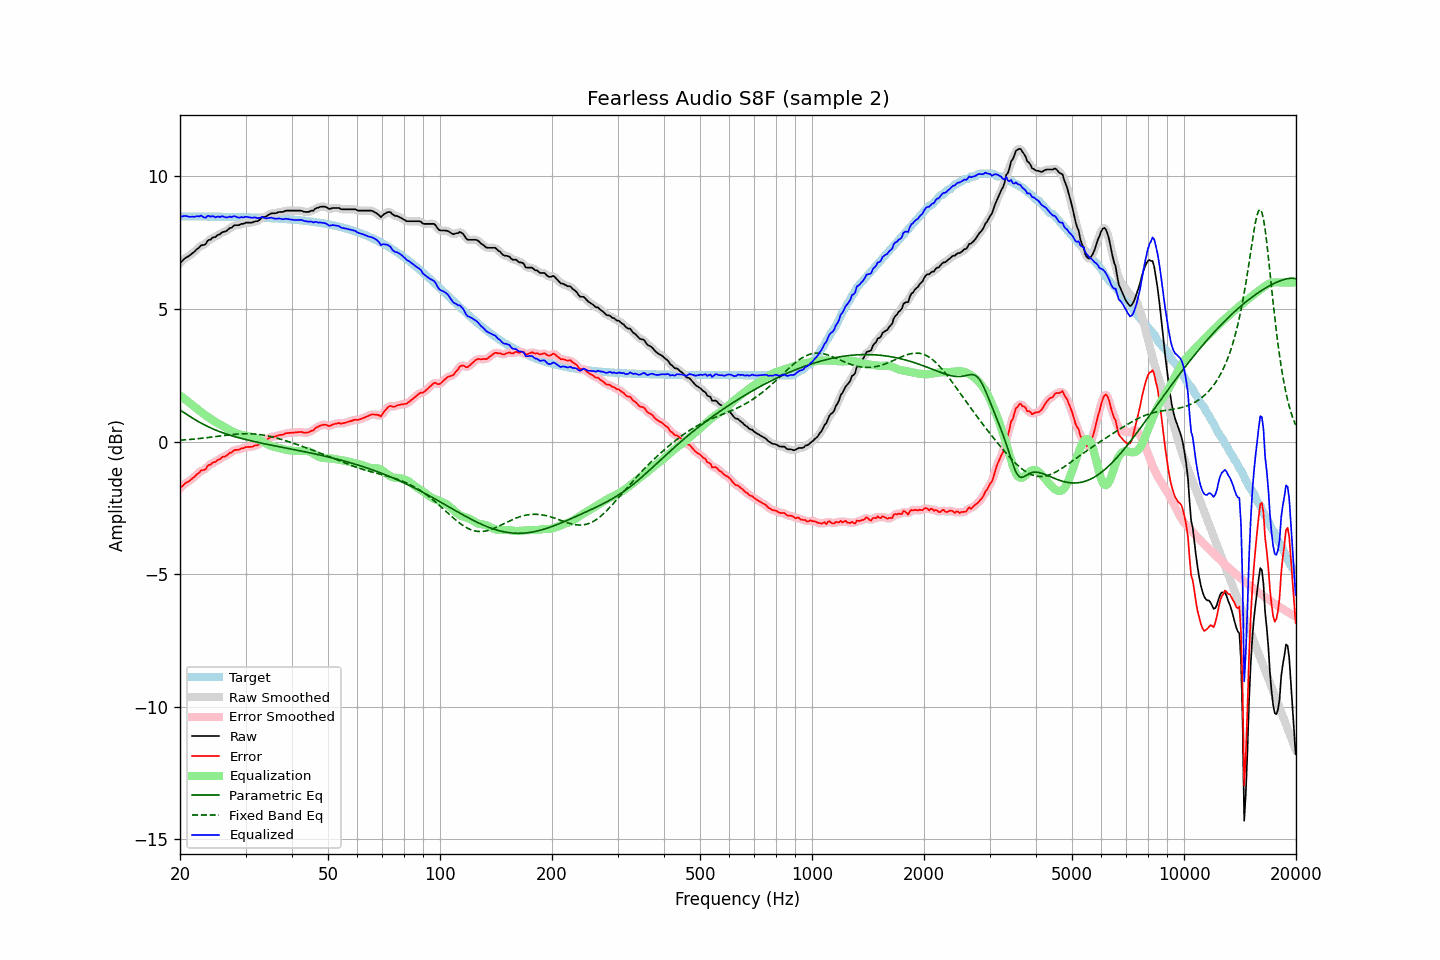 Fearless Audio S8F (sample 2)
Amplitude (dBr)
10
5
0
−5
−10
−15
Target
Raw Smoothed
Error Smoothed
Raw
Error
Equalization
Parametric Eq
Fixed Band Eq
Equalized
20 50 100 200 500 1000 2000 5000 10000 20000
Frequency (Hz)